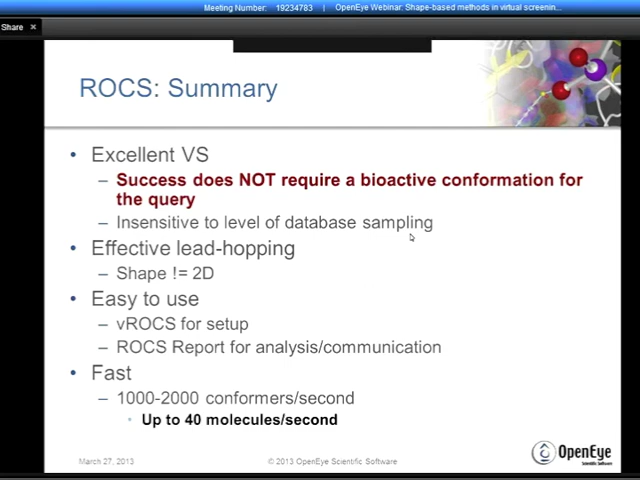 Meeting Number: 19234783 | OpenEye Webinar: Shape-based methods in virtual screenin...
Share ×
ROCS: Summary
• Excellent VS
– Success does NOT require a bioactive conformation for
the query
– Insensitive to level of database sampling
• Effective lead-hopping
– Shape != 2D
• Easy to use
– vROCS for setup
– ROCS Report for analysis/communication
• Fast
– 1000-2000 conformers/second
• Up to 40 molecules/second
March 27, 2013 © 2013 OpenEye Scientific Software
OpenEye
Scientific Software